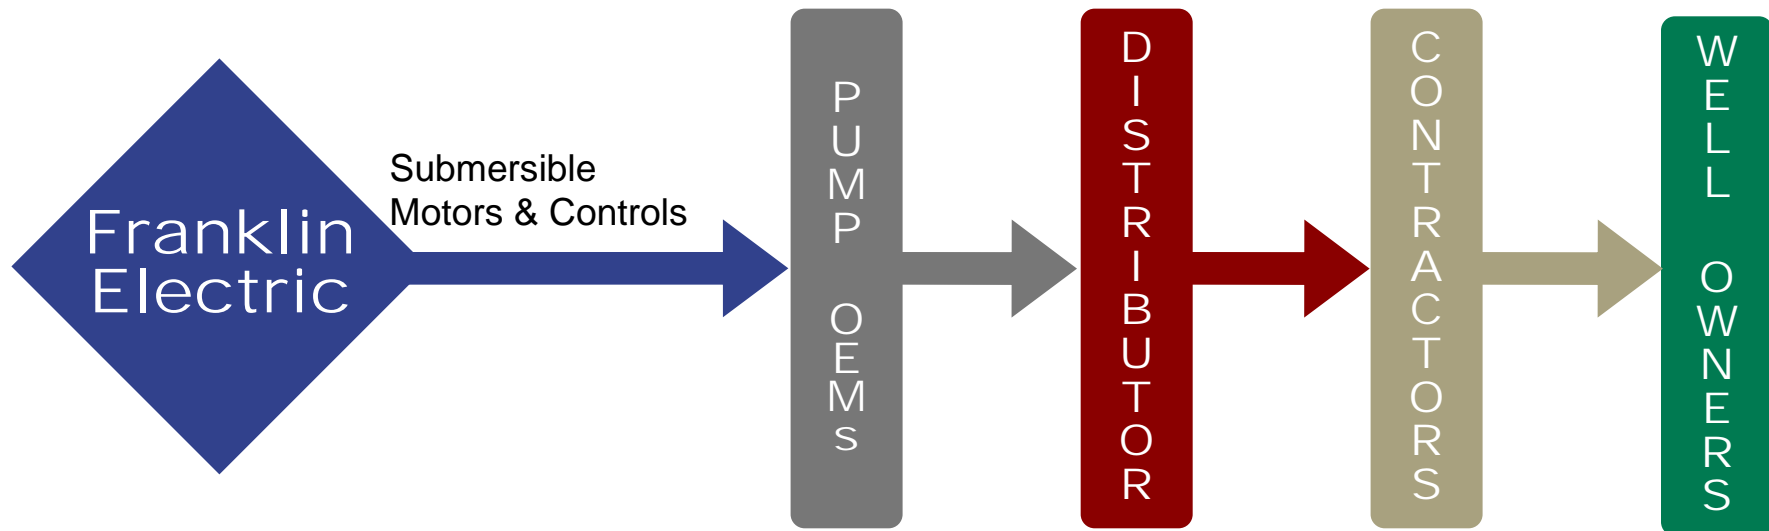 Franklin
Electric
Submersible
Motors & Controls
PUMP OEMs
DISTRIBUTOR
CONTRACTORS
WELL OWNERS